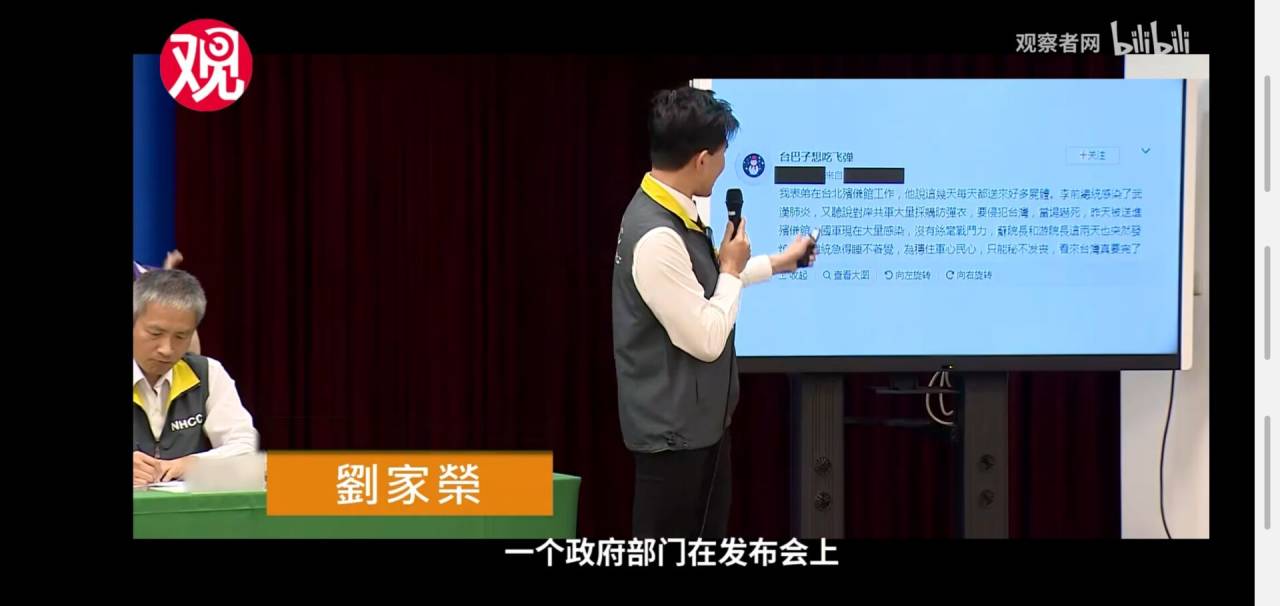 观
观察者网 bilibili
台巴子想吃飞弹
+关注
来自
我表弟在台北殯儀館工作，他說這幾天每天都送來好多屍體。李前總統感染了武
漢肺炎，又聽說對岸共軍大量採購防彈衣，要侵犯台灣，當場嚇死，昨天被送進
殯儀館 國軍現在大量感染，沒有絲毫戰鬥力，蘇院長和游院長這兩天也突然發
統急得睡不著覺，為穩住軍心民心，只能秘不发丧，看來台灣真要完了
收起 查看大图 向左旋转 向右旋转
NHCC
劉家榮
一个政府部门在发布会上